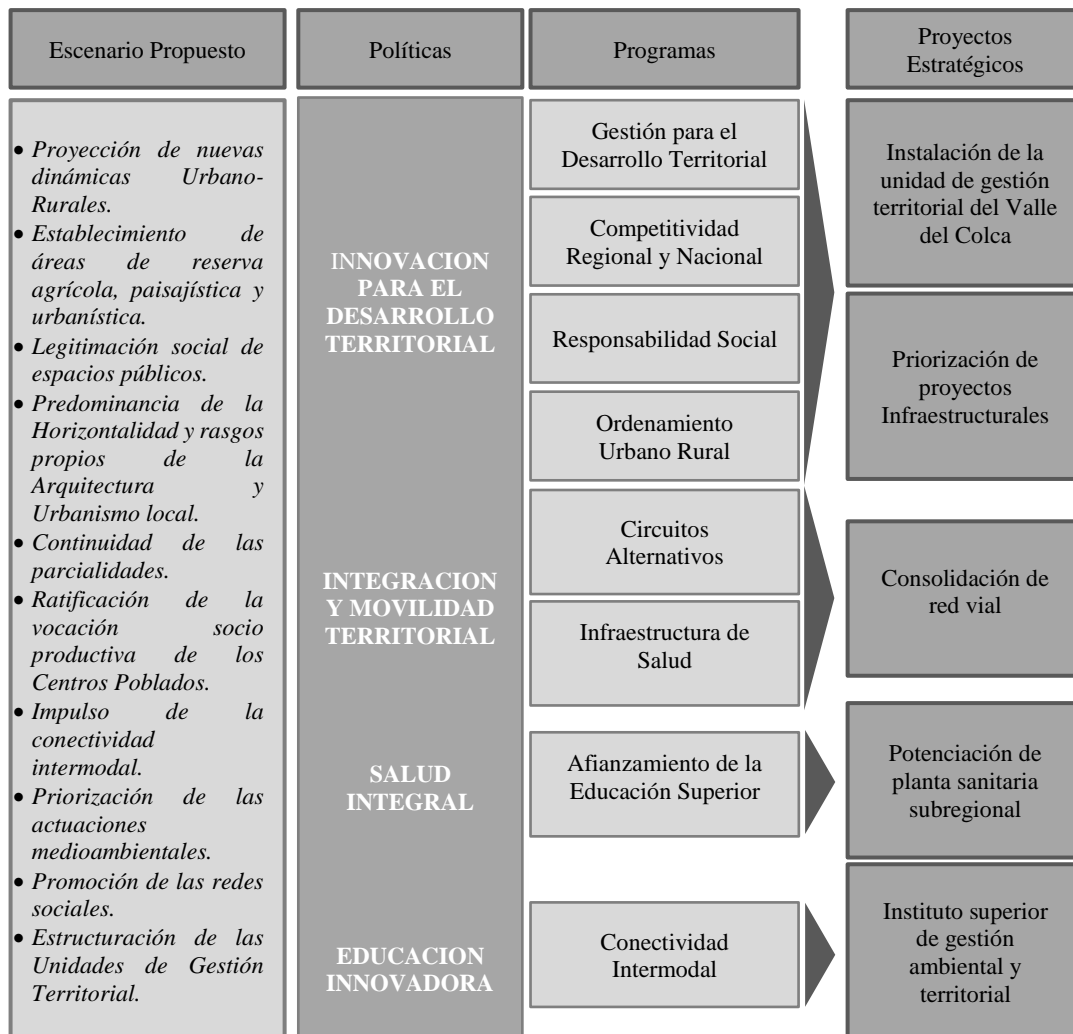 Escenario Propuesto
Políticas
Programas
Proyectos
Estratégicos
• Proyección de nuevas
dinámicas Urbano-
Rurales.
• Establecimiento de
áreas de reserva
agrícola, paisajística y
urbanística.
• Legitimación social de
espacios públicos.
• Predominancia de la
Horizontalidad y rasgos
propios de la
Arquitectura y
Urbanismo local.
• Continuidad de las
parcialidades.
• Ratificación de la
vocación socio
productiva de los
Centros Poblados.
• Impulso de la
conectividad
intermodal.
• Priorización de las
actuaciones
medioambientales.
• Promoción de las redes
sociales.
• Estructuración de las
Unidades de Gestión
Territorial.
INNOVACION
PARA EL
DESARROLLO
TERRITORIAL
INTEGRACION
Y MOVILIDAD
TERRITORIAL
SALUD
INTEGRAL
EDUCACION
INNOVADORA
Gestión para el
Desarrollo Territorial
Competitividad
Regional y Nacional
Responsabilidad Social
Ordenamiento
Urbano Rural
Circuitos
Alternativos
Infraestructura de
Salud
Afianzamiento de la
Educación Superior
Conectividad
Intermodal
Instalación de la
unidad de gestión
territorial del Valle
del Colca
Priorización de
proyectos
Infraestructurales
Consolidación de
red vial
Potenciación de
planta sanitaria
subregional
Instituto superior
de gestión
ambiental y
territorial